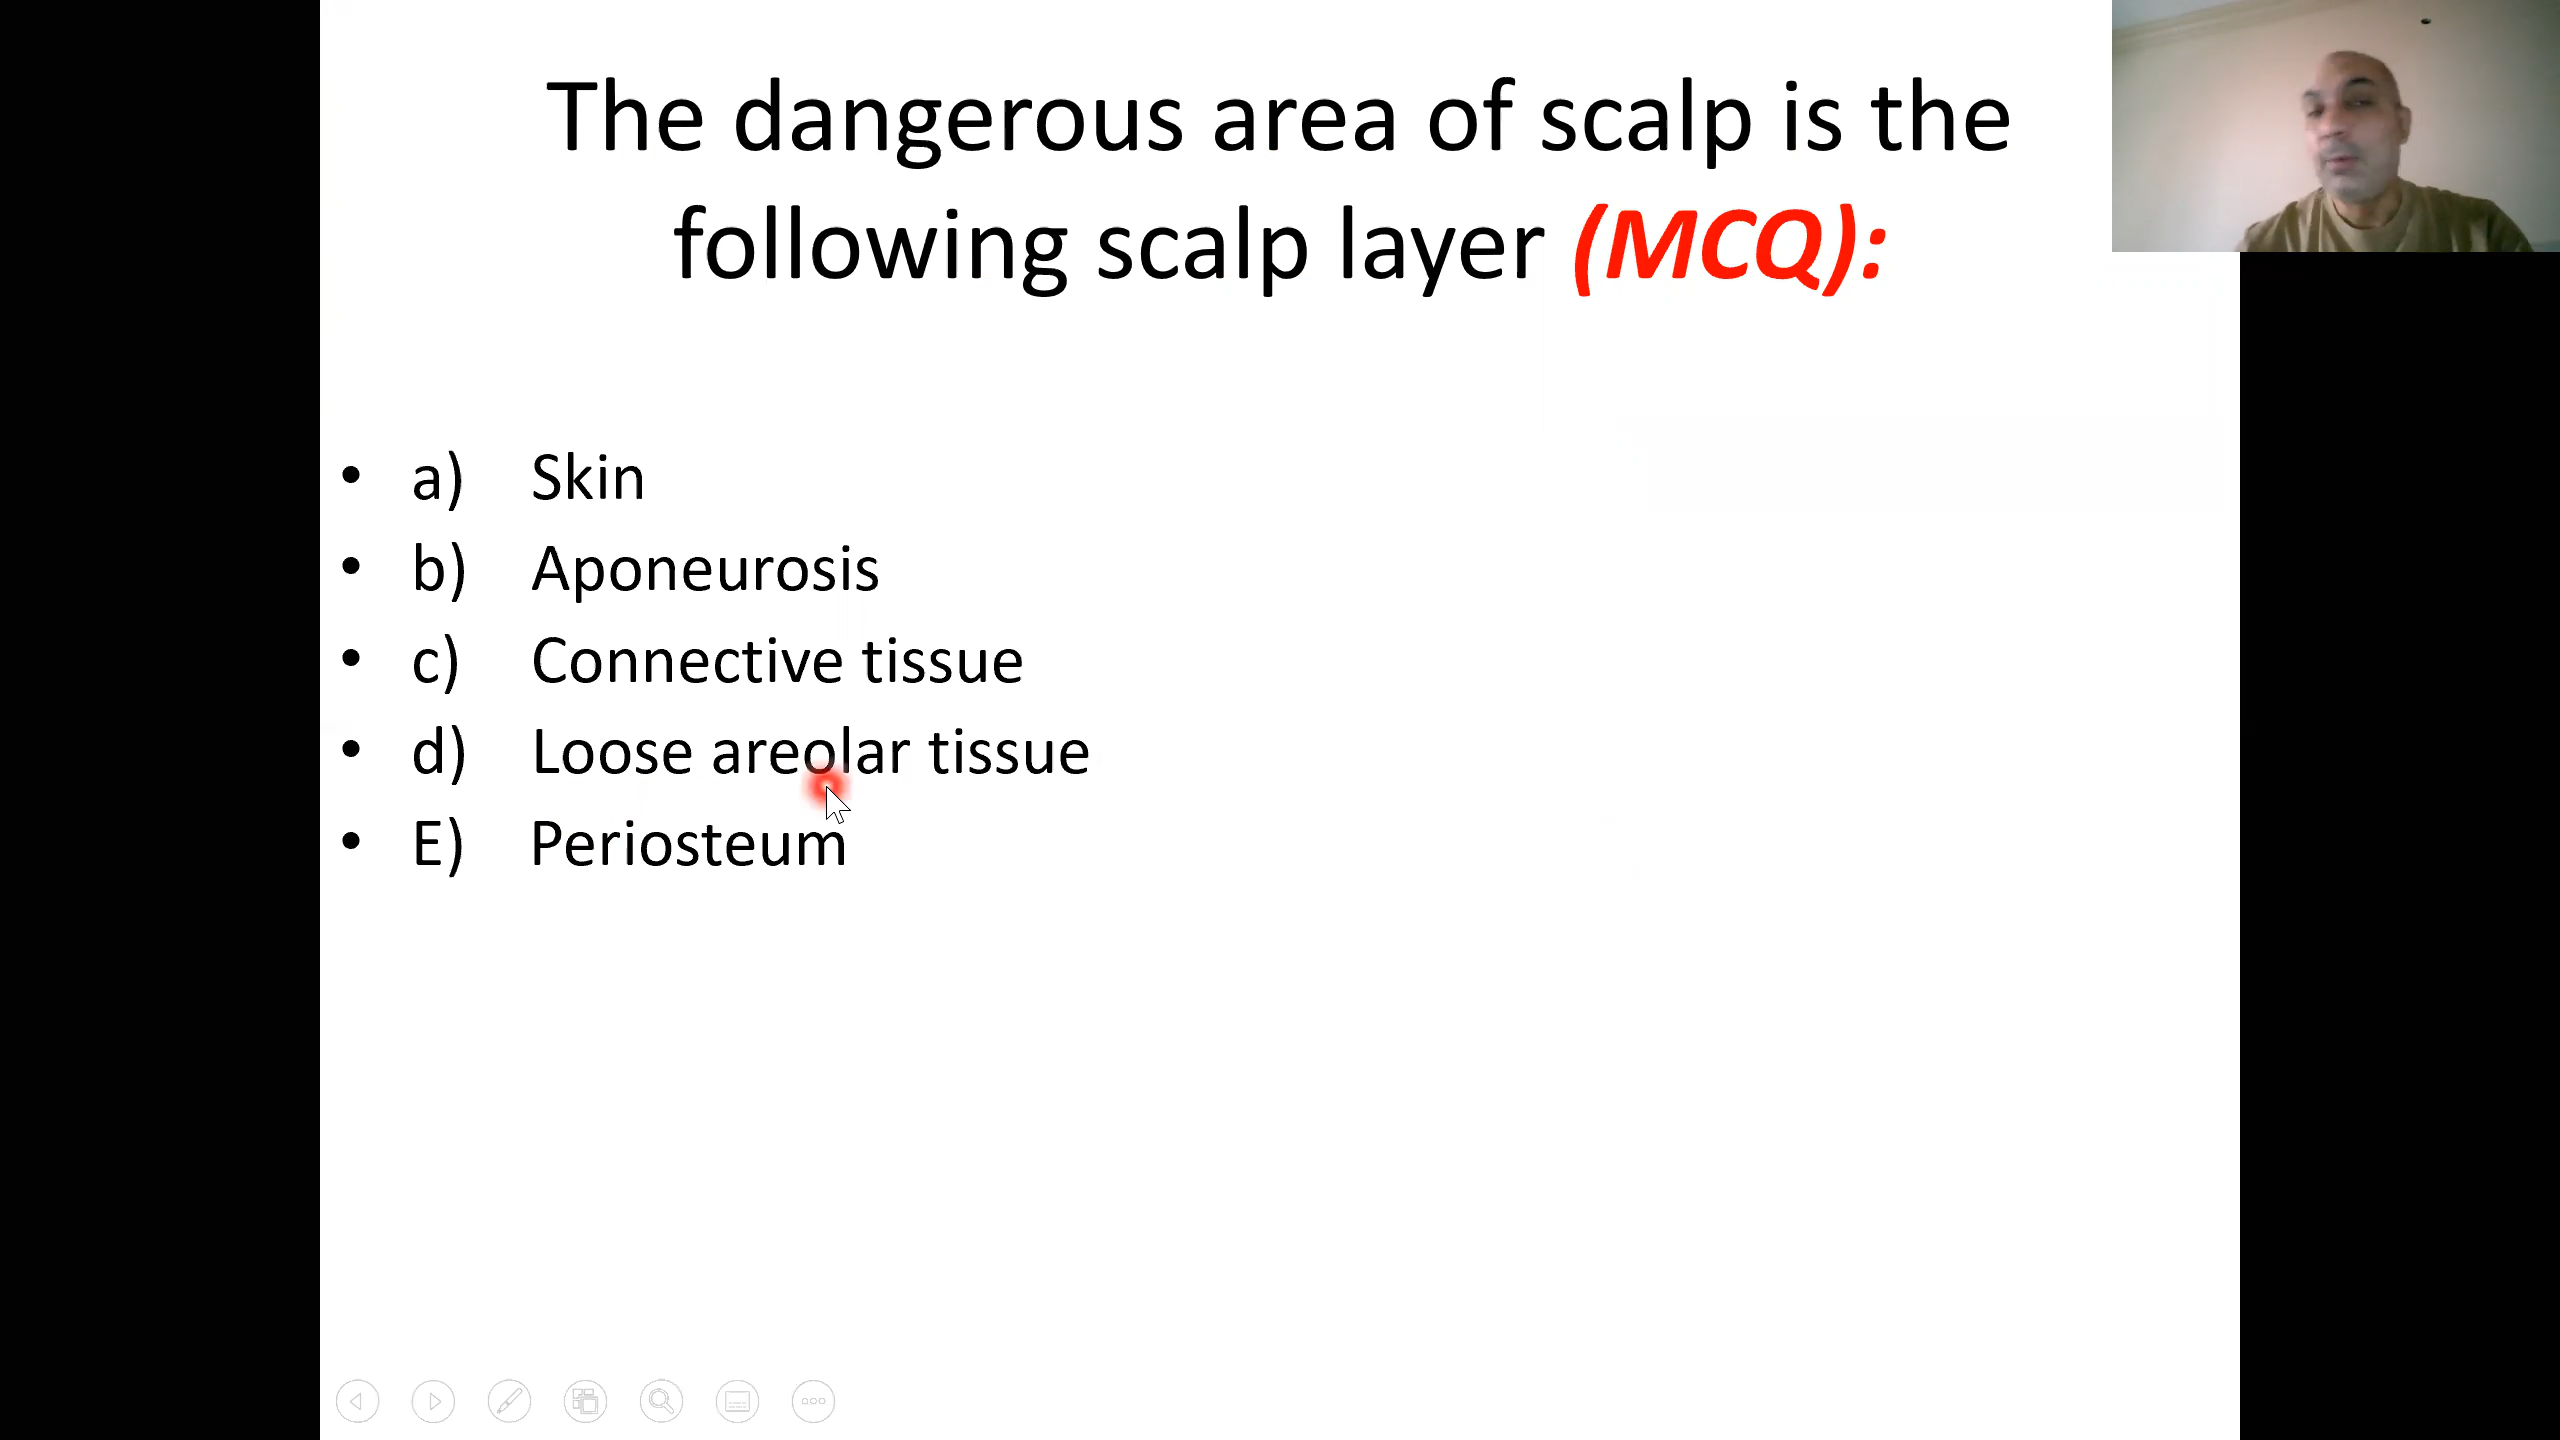 The dangerous area of scalp is the
following scalp layer (MCQ):
• a) Skin
• b) Aponeurosis
• c) Connective tissue
• d) Loose areolar tissue
• E) Periosteum